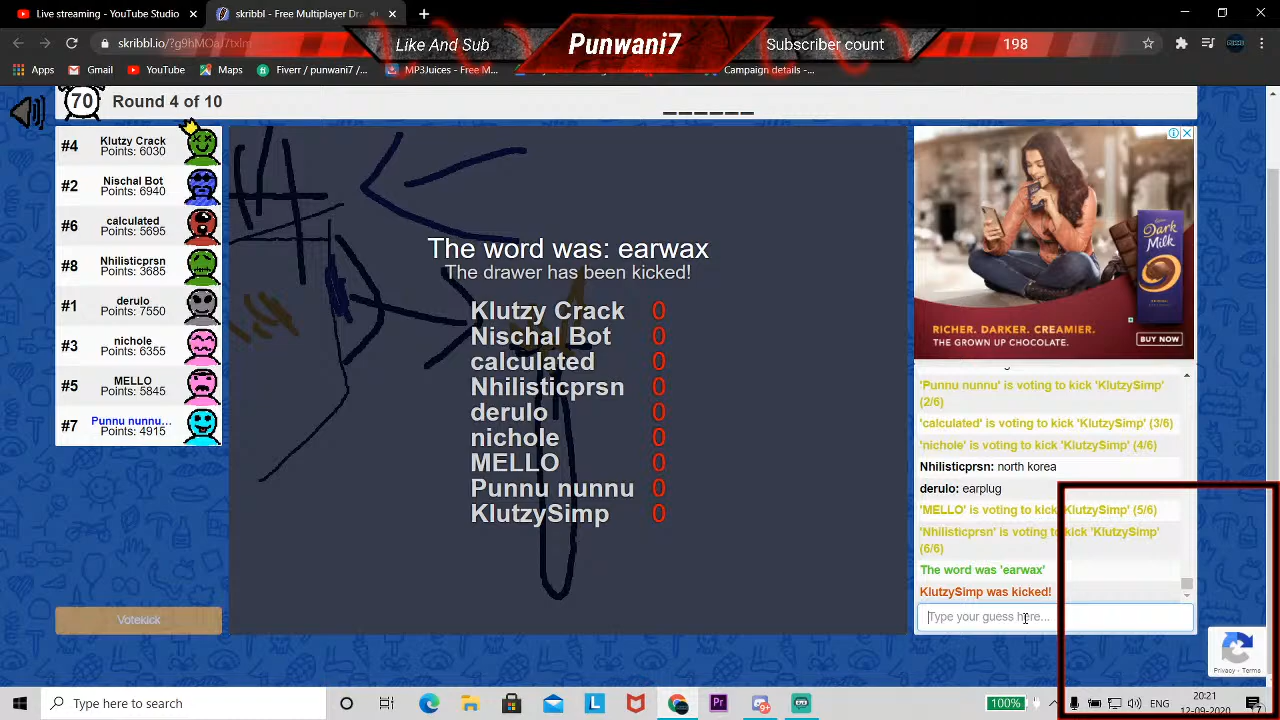 Live streaming - YouTube Studio
skribbl - Free Multiplayer Dra
skribbl.io/?g9hMOaJ7txlm
Like And Sub
Punwani7
Subscriber count
198
Apps
Gmail
YouTube
Maps
Fiverr / punwani7 /...
MP3Juices - Free M...
Campaign details -...
70
Round 4 of 10
_ _ _ _ _ _
#4
Klutzy Crack
Points: 6030
#2
Nischal Bot
Points: 6940
#6
calculated
Points: 5695
#8
Nhilisticprsn
Points: 3685
#1
derulo
Points: 7550
#3
nichole
Points: 6355
#5
MELLO
Points: 5845
#7
Punnu nunnu...
Points: 4915
Votekick
The word was: earwax
The drawer has been kicked!
Klutzy Crack 0
Nischal Bot 0
calculated 0
Nhilisticprsn 0
derulo 0
nichole 0
MELLO 0
Punnu nunnu 0
KlutzySimp 0
Dark
Milk
RICHER. DARKER. CREAMIER.
THE GROWN UP CHOCOLATE.
BUY NOW
'Punnu nunnu' is voting to kick 'KlutzySimp'
(2/6)
'calculated' is voting to kick 'KlutzySimp' (3/6)
'nichole' is voting to kick 'KlutzySimp' (4/6)
Nhilisticprsn: north korea
derulo: earplug
'MELLO' is voting to kick 'KlutzySimp' (5/6)
'Nhilisticprsn' is voting to kick 'KlutzySimp'
(6/6)
The word was 'earwax'
KlutzySimp was kicked!
Type your guess here...
Privacy - Terms
Type here to search
100%
ENG
20:21
12-09-2020